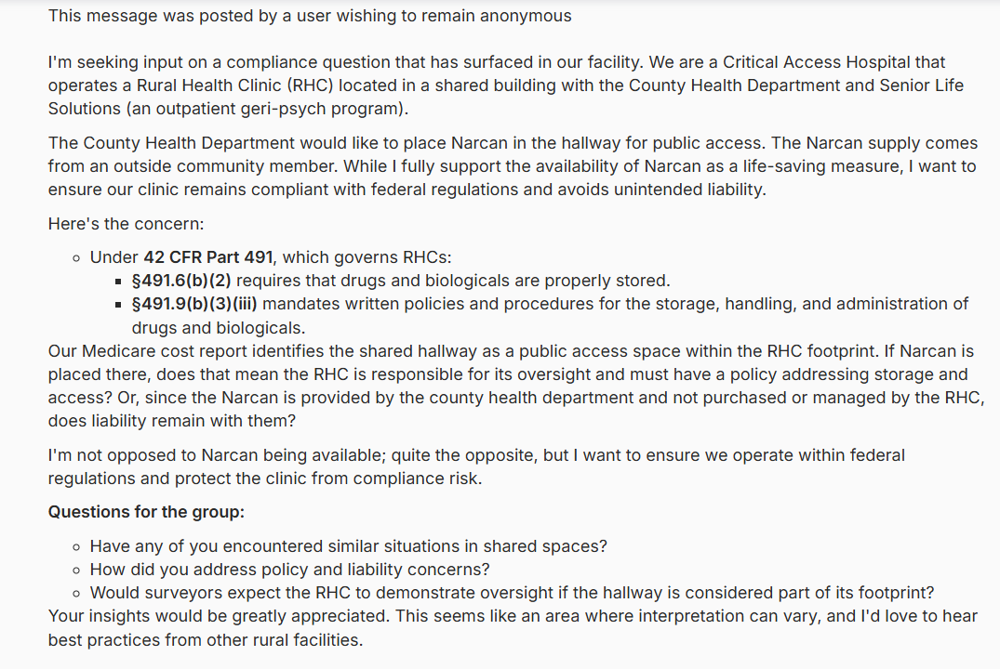 This message was posted by a user wishing to remain anonymous
I'm seeking input on a compliance question that has surfaced in our facility. We are a Critical Access Hospital that
operates a Rural Health Clinic (RHC) located in a shared building with the County Health Department and Senior Life
Solutions (an outpatient geri-psych program).
The County Health Department would like to place Narcan in the hallway for public access. The Narcan supply comes
from an outside community member. While I fully support the availability of Narcan as a life-saving measure, I want to
ensure our clinic remains compliant with federal regulations and avoids unintended liability.
Here's the concern:
Under 42 CFR Part 491, which governs RHCs:
§491.6(b)(2) requires that drugs and biologicals are properly stored.
§491.9(b)(3)(iii) mandates written policies and procedures for the storage, handling, and administration of
drugs and biologicals.
Our Medicare cost report identifies the shared hallway as a public access space within the RHC footprint. If Narcan is
placed there, does that mean the RHC is responsible for its oversight and must have a policy addressing storage and
access? Or, since the Narcan is provided by the county health department and not purchased or managed by the RHC,
does liability remain with them?
I'm not opposed to Narcan being available; quite the opposite, but I want to ensure we operate within federal
regulations and protect the clinic from compliance risk.
Questions for the group:
Have any of you encountered similar situations in shared spaces?
How did you address policy and liability concerns?
Would surveyors expect the RHC to demonstrate oversight if the hallway is considered part of its footprint?
Your insights would be greatly appreciated. This seems like an area where interpretation can vary, and I'd love to hear
best practices from other rural facilities.